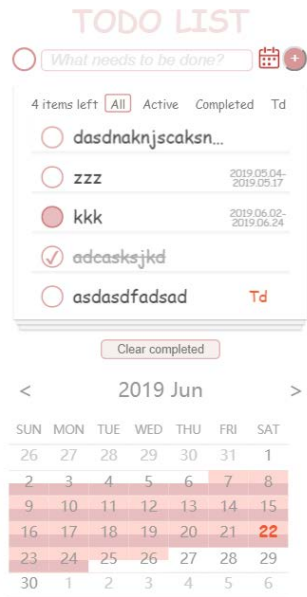 TODO LIST
What needs to be done? +
4 items left All Active Completed Td
dasdnaknjscaksn...
zzz 2019.05.04-
2019.05.17
kkk 2019.06.02-
2019.06.24
adcasksjkd
asdasdfadsad Td
Clear completed
< 2019 Jun >
SUN MON TUE WED THU FRI SAT
26 27 28 29 30 31 1
2 3 4 5 6 7 8
9 10 11 12 13 14 15
16 17 18 19 20 21 22
23 24 25 26 27 28 29
30 1 2 3 4 5 6